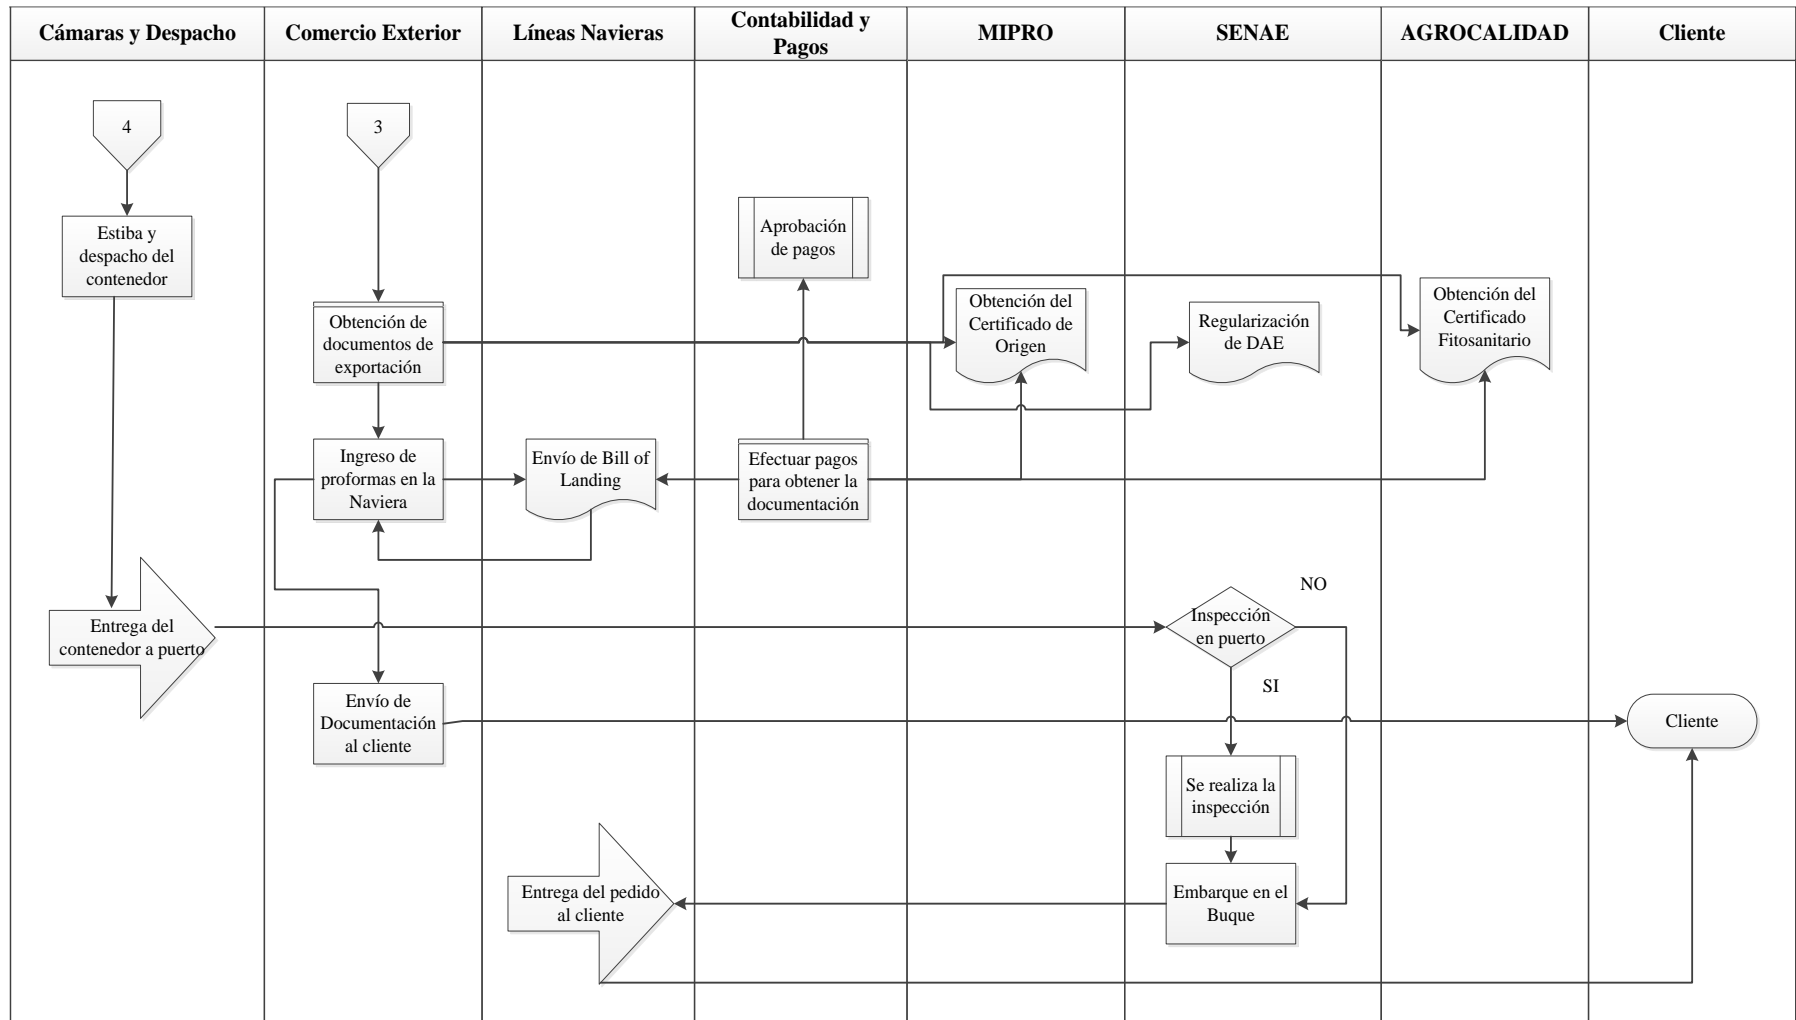 Cámaras y Despacho
Comercio Exterior
Líneas Navieras
Contabilidad y
Pagos
MIPRO
SENAE
AGROCALIDAD
Cliente
4
3
Estiba y
despacho del
contenedor
Aprobación
de pagos
Obtención de
documentos de
exportación
Obtención del
Certificado de
Origen
Regularización
de DAE
Obtención del
Certificado
Fitosanitario
Ingreso de
proformas en la
Naviera
Envío de Bill of
Landing
Efectuar pagos
para obtener la
documentación
Entrega del
contenedor a puerto
Inspección
en puerto
NO
SI
Envío de
Documentación
al cliente
Cliente
Se realiza la
inspección
Entrega del pedido
al cliente
Embarque en el
Buque